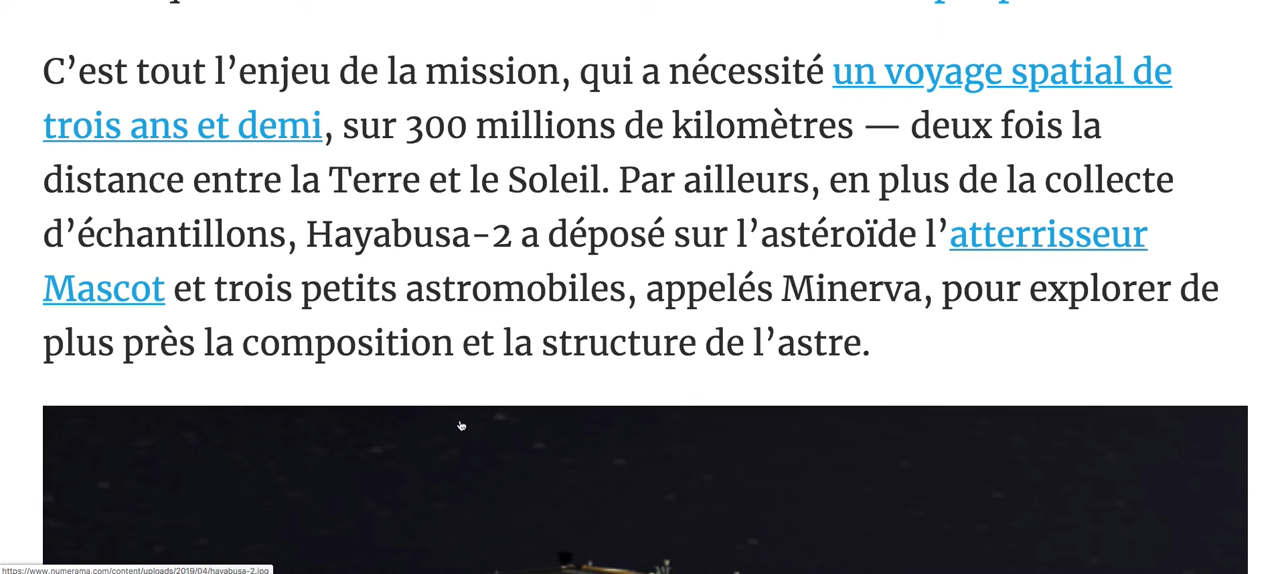 C’est tout l’enjeu de la mission, qui a nécessité un voyage spatial de
trois ans et demi, sur 300 millions de kilomètres — deux fois la
distance entre la Terre et le Soleil. Par ailleurs, en plus de la collecte
d’échantillons, Hayabusa-2 a déposé sur l’astéroïde l’atterrisseur
Mascot et trois petits astromobiles, appelés Minerva, pour explorer de
plus près la composition et la structure de l’astre.
https://www.numerama.com/content/uploads/2019/04/hayabusa-2.jpg